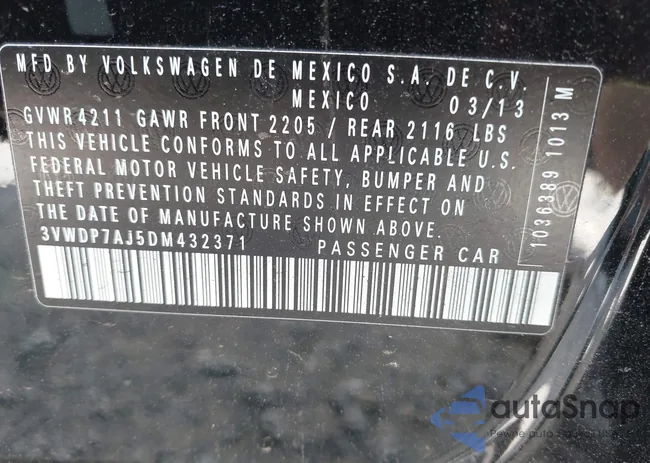 MFD BY VOLKSWAGEN DE MEXICO S.A. DE C.V.
MEXICO 03/13
GVWR4211 GAWR FRONT 2205 / REAR 2116 LBS
THIS VEHICLE CONFORMS TO ALL APPLICABLE U.S.
FEDERAL MOTOR VEHICLE SAFETY, BUMPER AND
THEFT PREVENTION STANDARDS IN EFFECT ON
THE DATE OF MANUFACTURE SHOWN ABOVE.
3VWDP7AJ5DM432371 PASSENGER CAR
1036389 1013 M
autoSnap